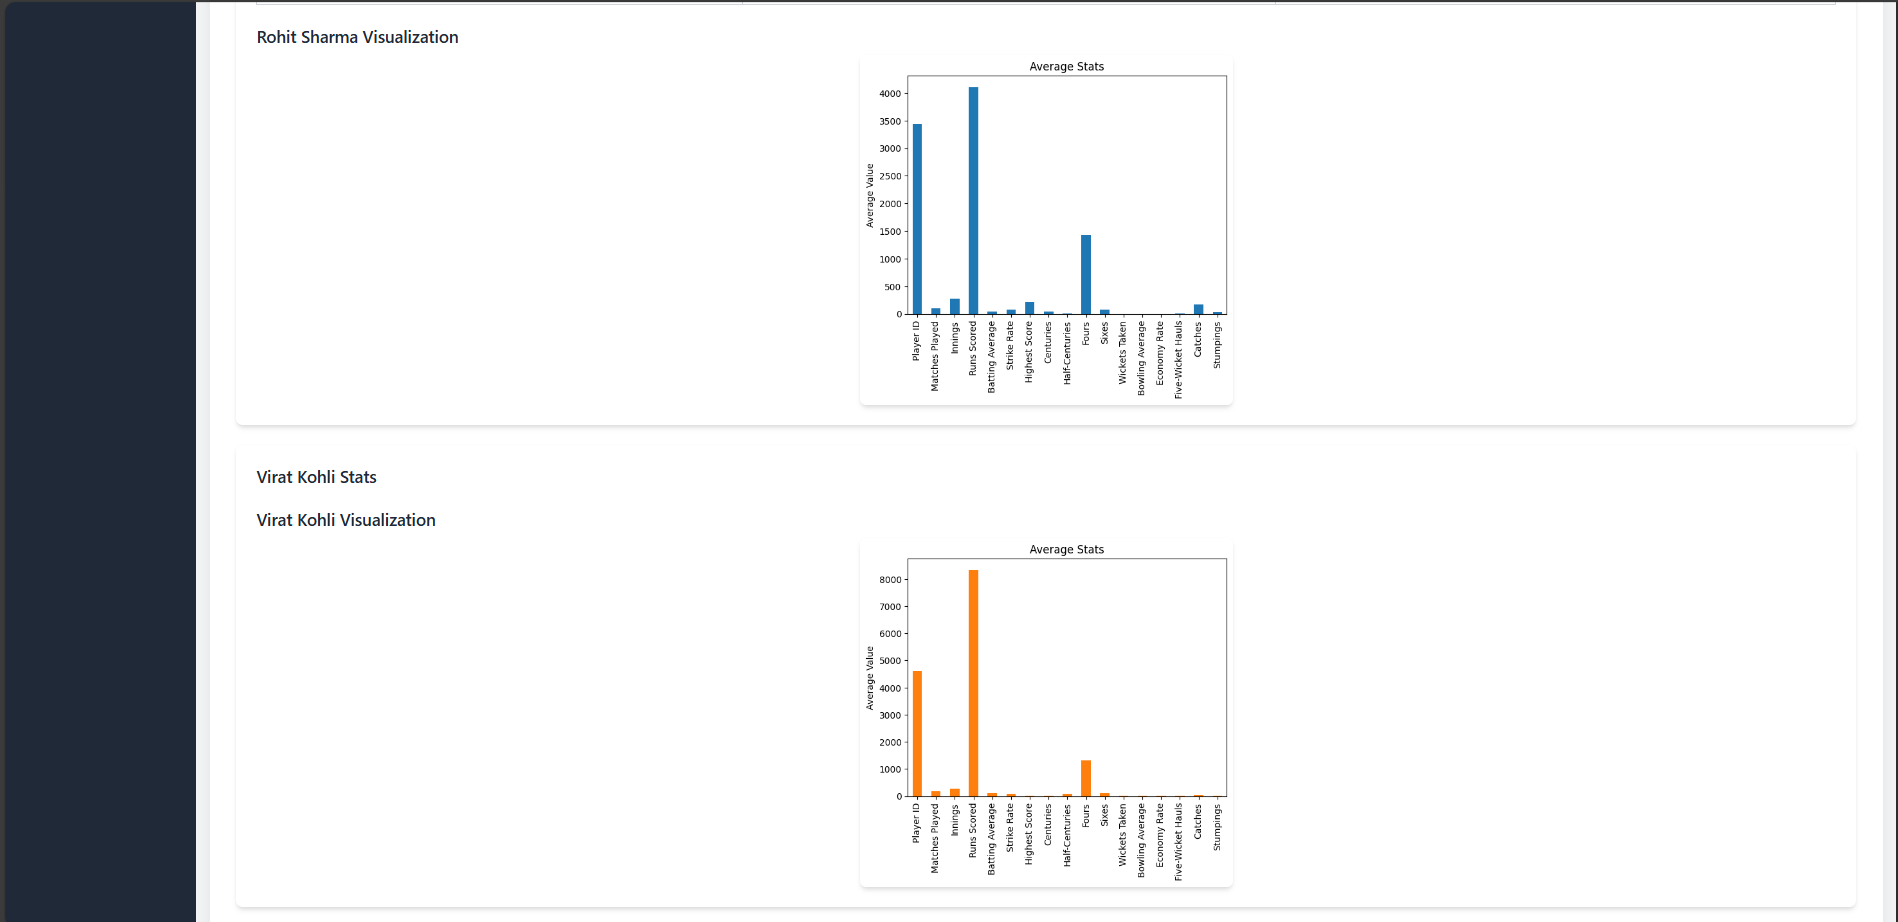 Rohit Sharma Visualization
Average Stats
4000
3500
3000
2500
2000
1500
1000
500
0
Average Value
Player ID
Matches Played
Innings
Runs Scored
Batting Average
Strike Rate
Highest Score
Centuries
Half-Centuries
Fours
Sixes
Wickets Taken
Bowling Average
Economy Rate
Five-Wicket Hauls
Catches
Stumpings
Virat Kohli Stats
Virat Kohli Visualization
Average Stats
8000
7000
6000
5000
4000
3000
2000
1000
0
Average Value
Player ID
Matches Played
Innings
Runs Scored
Batting Average
Strike Rate
Highest Score
Centuries
Half-Centuries
Fours
Sixes
Wickets Taken
Bowling Average
Economy Rate
Five-Wicket Hauls
Catches
Stumpings